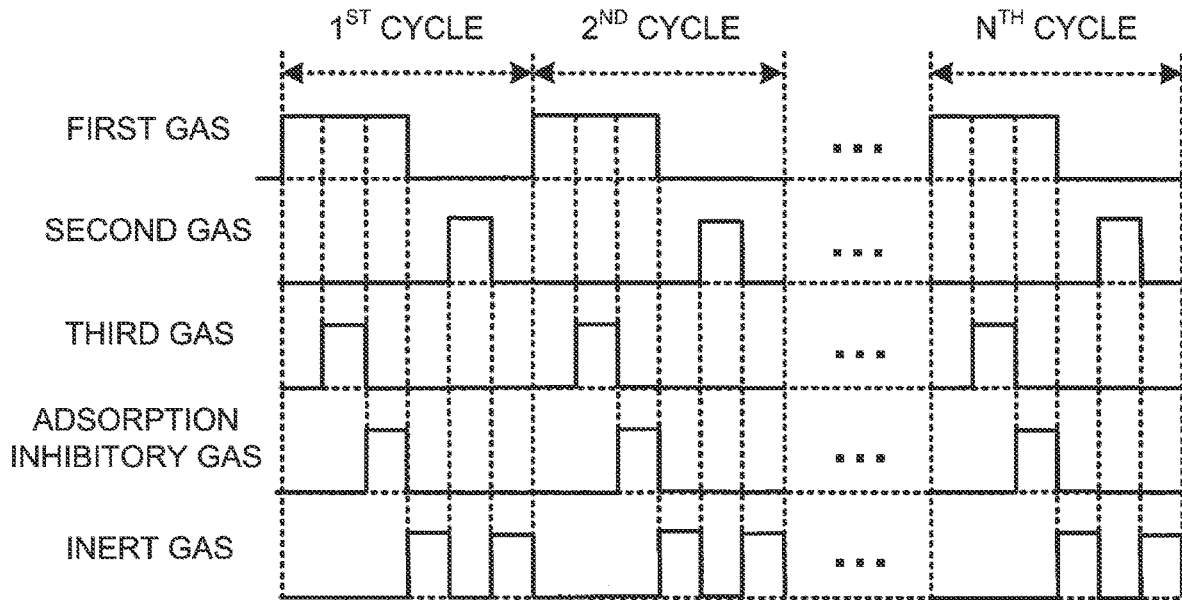 1ST CYCLE
2ND CYCLE
NTH CYCLE
FIRST GAS
...
SECOND GAS
...
THIRD GAS
...
ADSORPTION
INHIBITORY GAS
...
INERT GAS
...